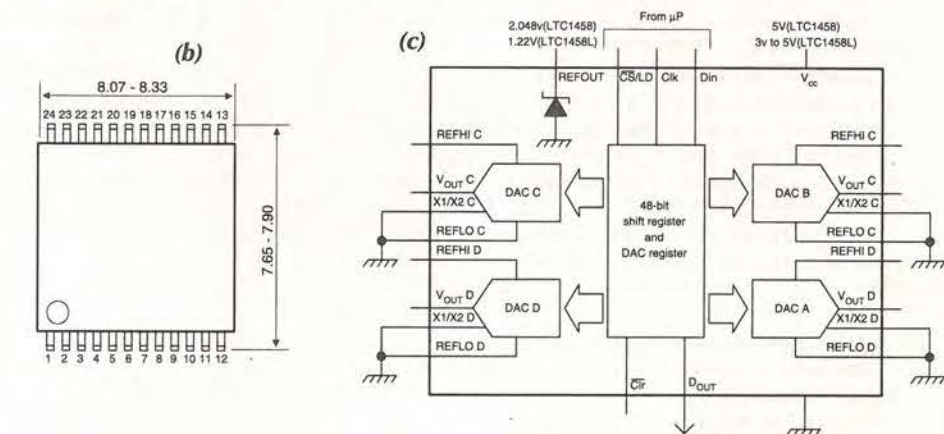 (b)
8.07 - 8.33
24 23 22 21 20 19 18 17 16 15 14 13
7.65 - 7.90
1 2 3 4 5 6 7 8 9 10 11 12
(c)
2.048v(LTC1458)
1.22V(LTC1458L)
From µP
5V(LTC1458)
3v to 5V(LTC1458L)
REFOUT
C̅S̅/LD Clk Din
Vcc
REFHI C
VOUT C
X1/X2 C
REFLO C
REFHI D
VOUT D
X1/X2 D
REFLO D
DAC C
DAC D
48-bit
shift register
and
DAC register
DAC B
DAC A
REFHI C
VOUT C
X1/X2 C
REFLO C
REFHI D
VOUT D
X1/X2 D
REFLO D
C̅l̅r̅
DOUT